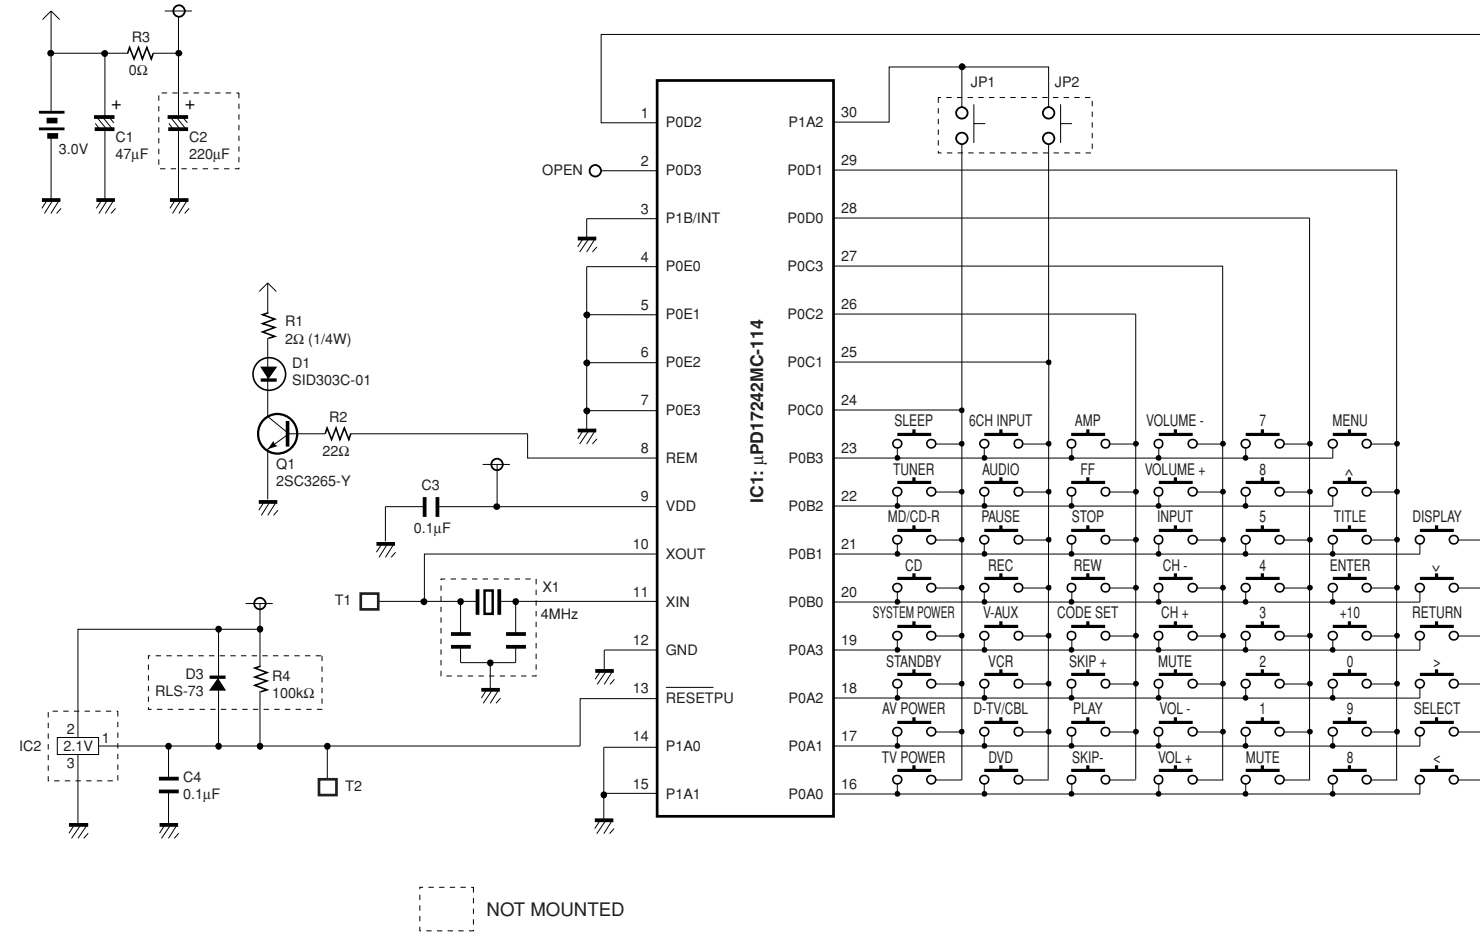 R3
0Ω
+
C1
47µF
+
C2
220µF
3.0V
R1
2Ω (1/4W)
D1
SID303C-01
R2
22Ω
Q1
2SC3265-Y
C3
0.1µF
OPEN
T1
X1
4MHz
D3
RLS-73
R4
100kΩ
IC2
2
2.1V
1
3
C4
0.1µF
T2
IC1: µPD17242MC-114
1 P0D2
2 P0D3
3 P1B/INT
4 P0E0
5 P0E1
6 P0E2
7 P0E3
8 REM
9 VDD
10 XOUT
11 XIN
12 GND
13 RESETPU
14 P1A0
15 P1A1
P1A2 30
P0D1 29
P0D0 28
P0C3 27
P0C2 26
P0C1 25
P0C0 24
P0B3 23
P0B2 22
P0B1 21
P0B0 20
P0A3 19
P0A2 18
P0A1 17
P0A0 16
JP1 JP2
SLEEP 6CH INPUT AMP VOLUME - 7 MENU
TUNER AUDIO FF VOLUME + 8 ^
MD/CD-R PAUSE STOP INPUT 5 TITLE DISPLAY
CD REC REW CH - 4 ENTER v
SYSTEM POWER V-AUX CODE SET CH + 3 +10 RETURN
STANDBY VCR SKIP + MUTE 2 0 >
AV POWER D-TV/CBL PLAY VOL - 1 9 SELECT
TV POWER DVD SKIP- VOL + MUTE 8 <
NOT MOUNTED